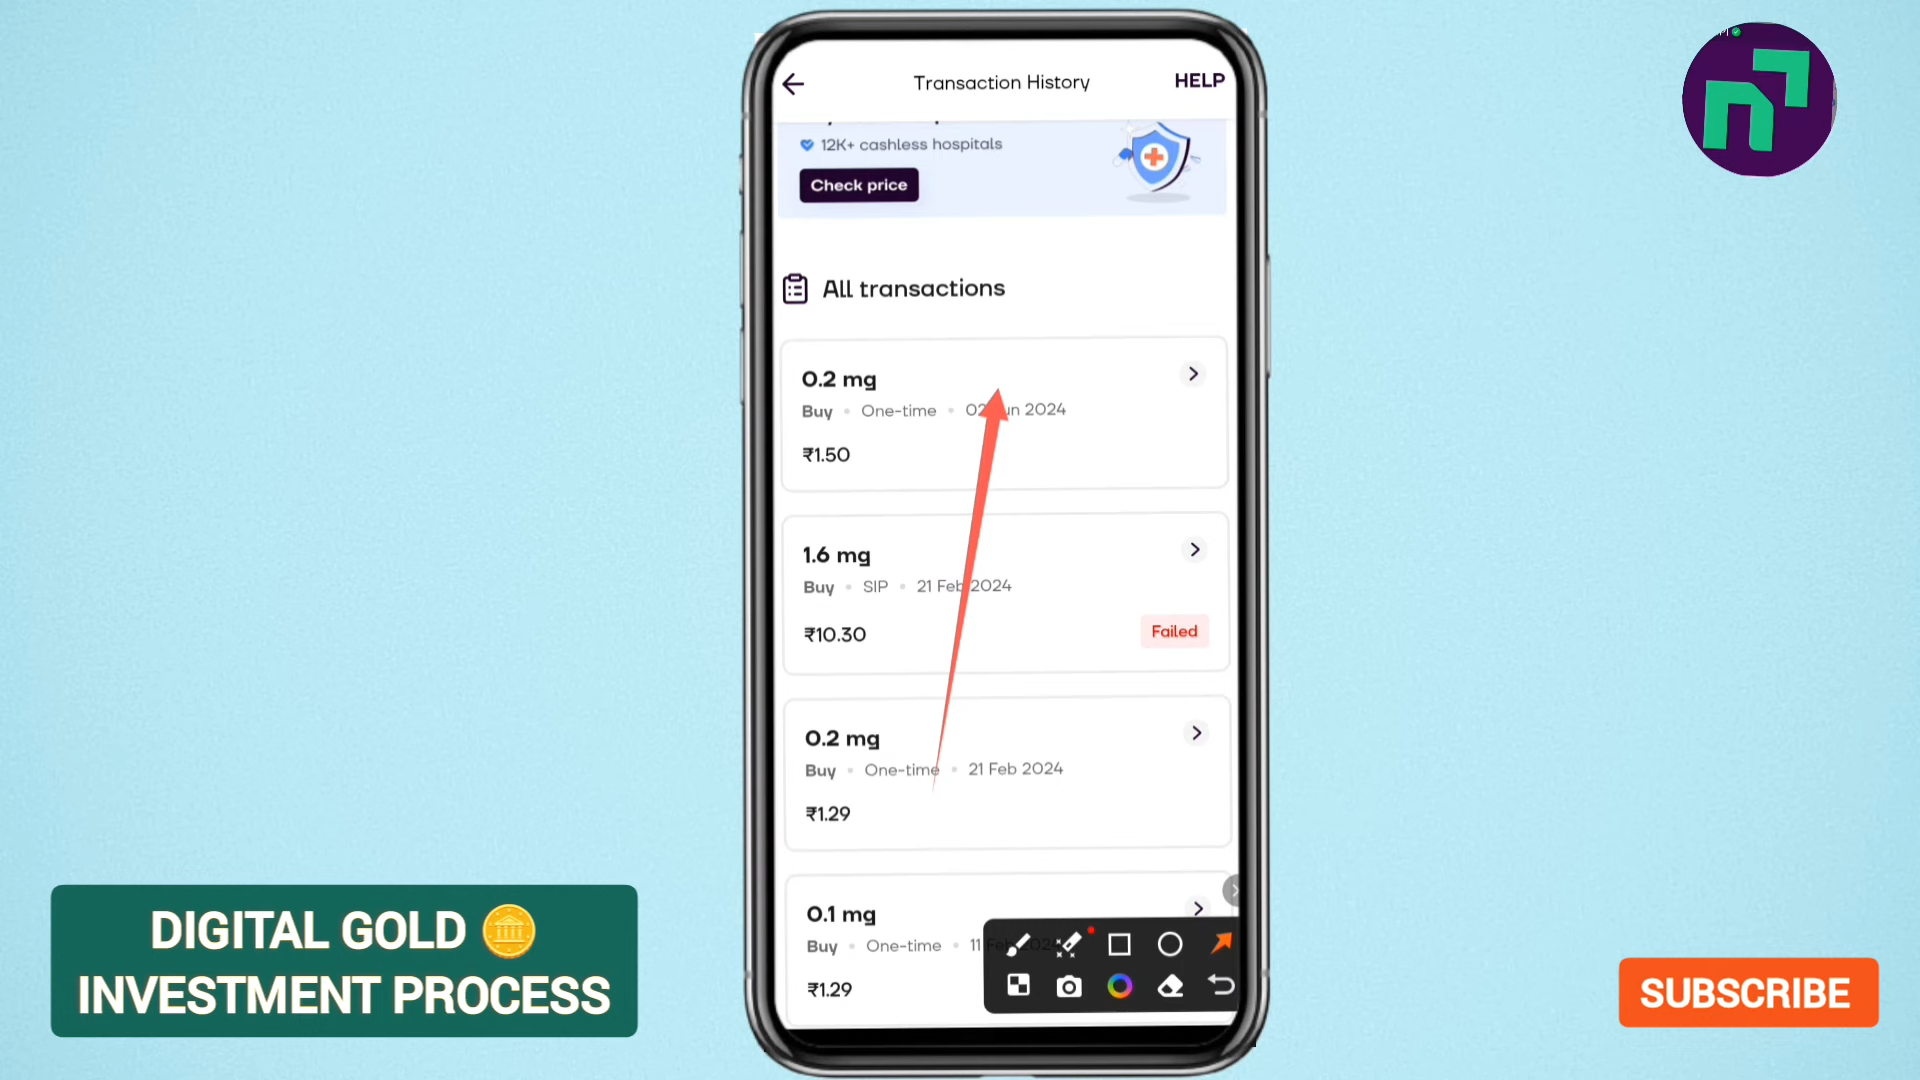 Transaction History
HELP
12K+ cashless hospitals
Check price
All transactions
0.2 mg
Buy • One-time • 02 Jun 2024
₹1.50
1.6 mg
Buy • SIP • 21 Feb 2024
₹10.30
Failed
0.2 mg
Buy • One-time • 21 Feb 2024
₹1.29
0.1 mg
Buy • One-time • 11 Feb 2024
₹1.29
DIGITAL GOLD
INVESTMENT PROCESS
SUBSCRIBE